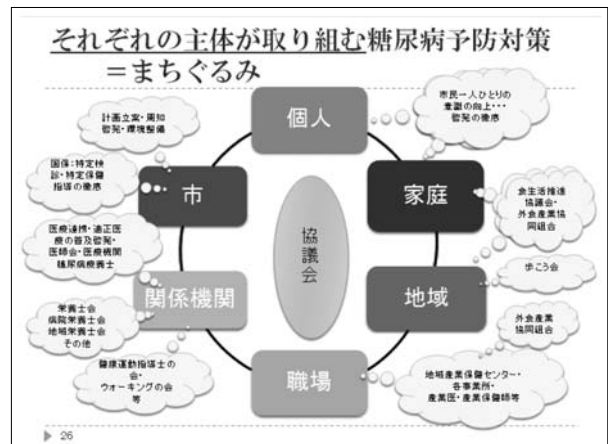 それぞれの主体が取り組む糖尿病予防対策
＝まちぐるみ
個人
市民一人ひとりの
意識の向上・・・
啓発の徹底
計画立案・周知
啓発・環境整備
国保：特定検
診・特定保健
指導の徹底
市
家庭
食生活推進
協議会・
外食産業協
同組合
医療連携・適正医
療の普及啓発・
医師会・医療機関
糖尿病療養士
協議会
関係機関
地域
歩こう会
栄養士会
病院栄養士会
地域栄養士会
その他
外食産業
協同組合
健康運動指導士の
会・
ウォーキングの会
等
職場
地域産業保健センター・
各事業所・
産業医・産業保健師等
26